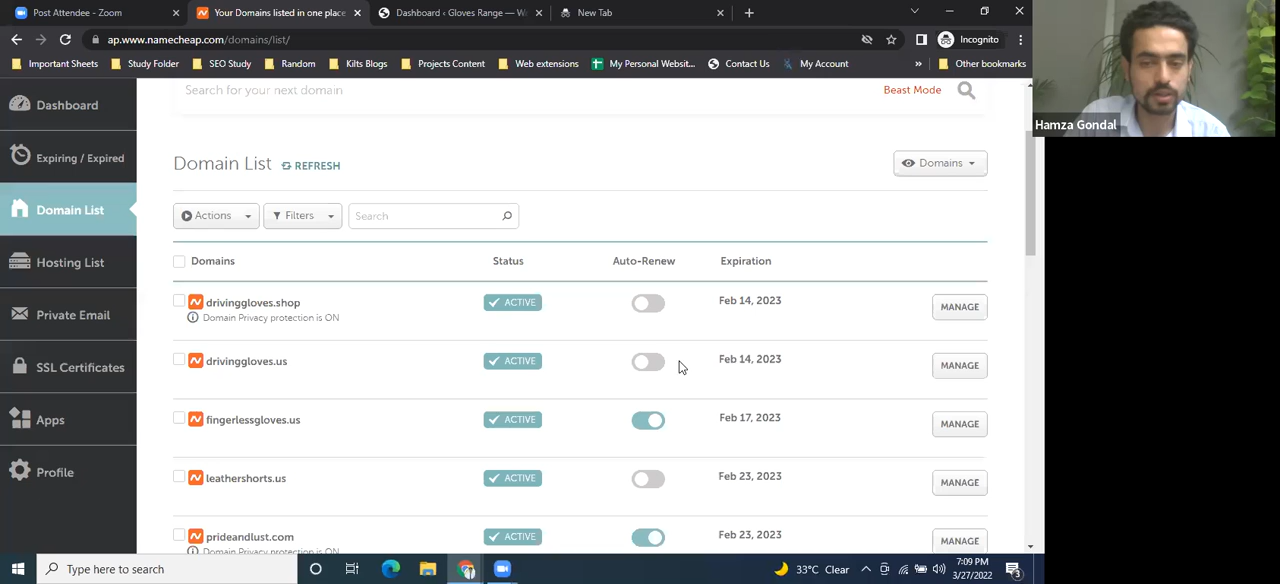 Post Attendee - Zoom
Your Domains listed in one place
Dashboard ‹ Gloves Range — W
New Tab
ap.www.namecheap.com/domains/list/
Incognito
Important Sheets
Study Folder
SEO Study
Random
Kilts Blogs
Projects Content
Web extensions
My Personal Websit...
Contact Us
My Account
»
Other bookmarks
Hamza Gondal
Dashboard
Expiring / Expired
Domain List
Hosting List
Private Email
SSL Certificates
Apps
Profile
Search for your next domain
Beast Mode
Domain List
REFRESH
Domains
Actions
Filters
Search
Domains Status Auto-Renew Expiration
drivinggloves.shop ACTIVE Feb 14, 2023 MANAGE
Domain Privacy protection is ON
drivinggloves.us ACTIVE Feb 14, 2023 MANAGE
fingerlessgloves.us ACTIVE Feb 17, 2023 MANAGE
leathershorts.us ACTIVE Feb 23, 2023 MANAGE
prideandlust.com ACTIVE Feb 23, 2023 MANAGE
Domain Privacy protection is ON
Type here to search
33°C Clear
7:09 PM
3/27/2022
3